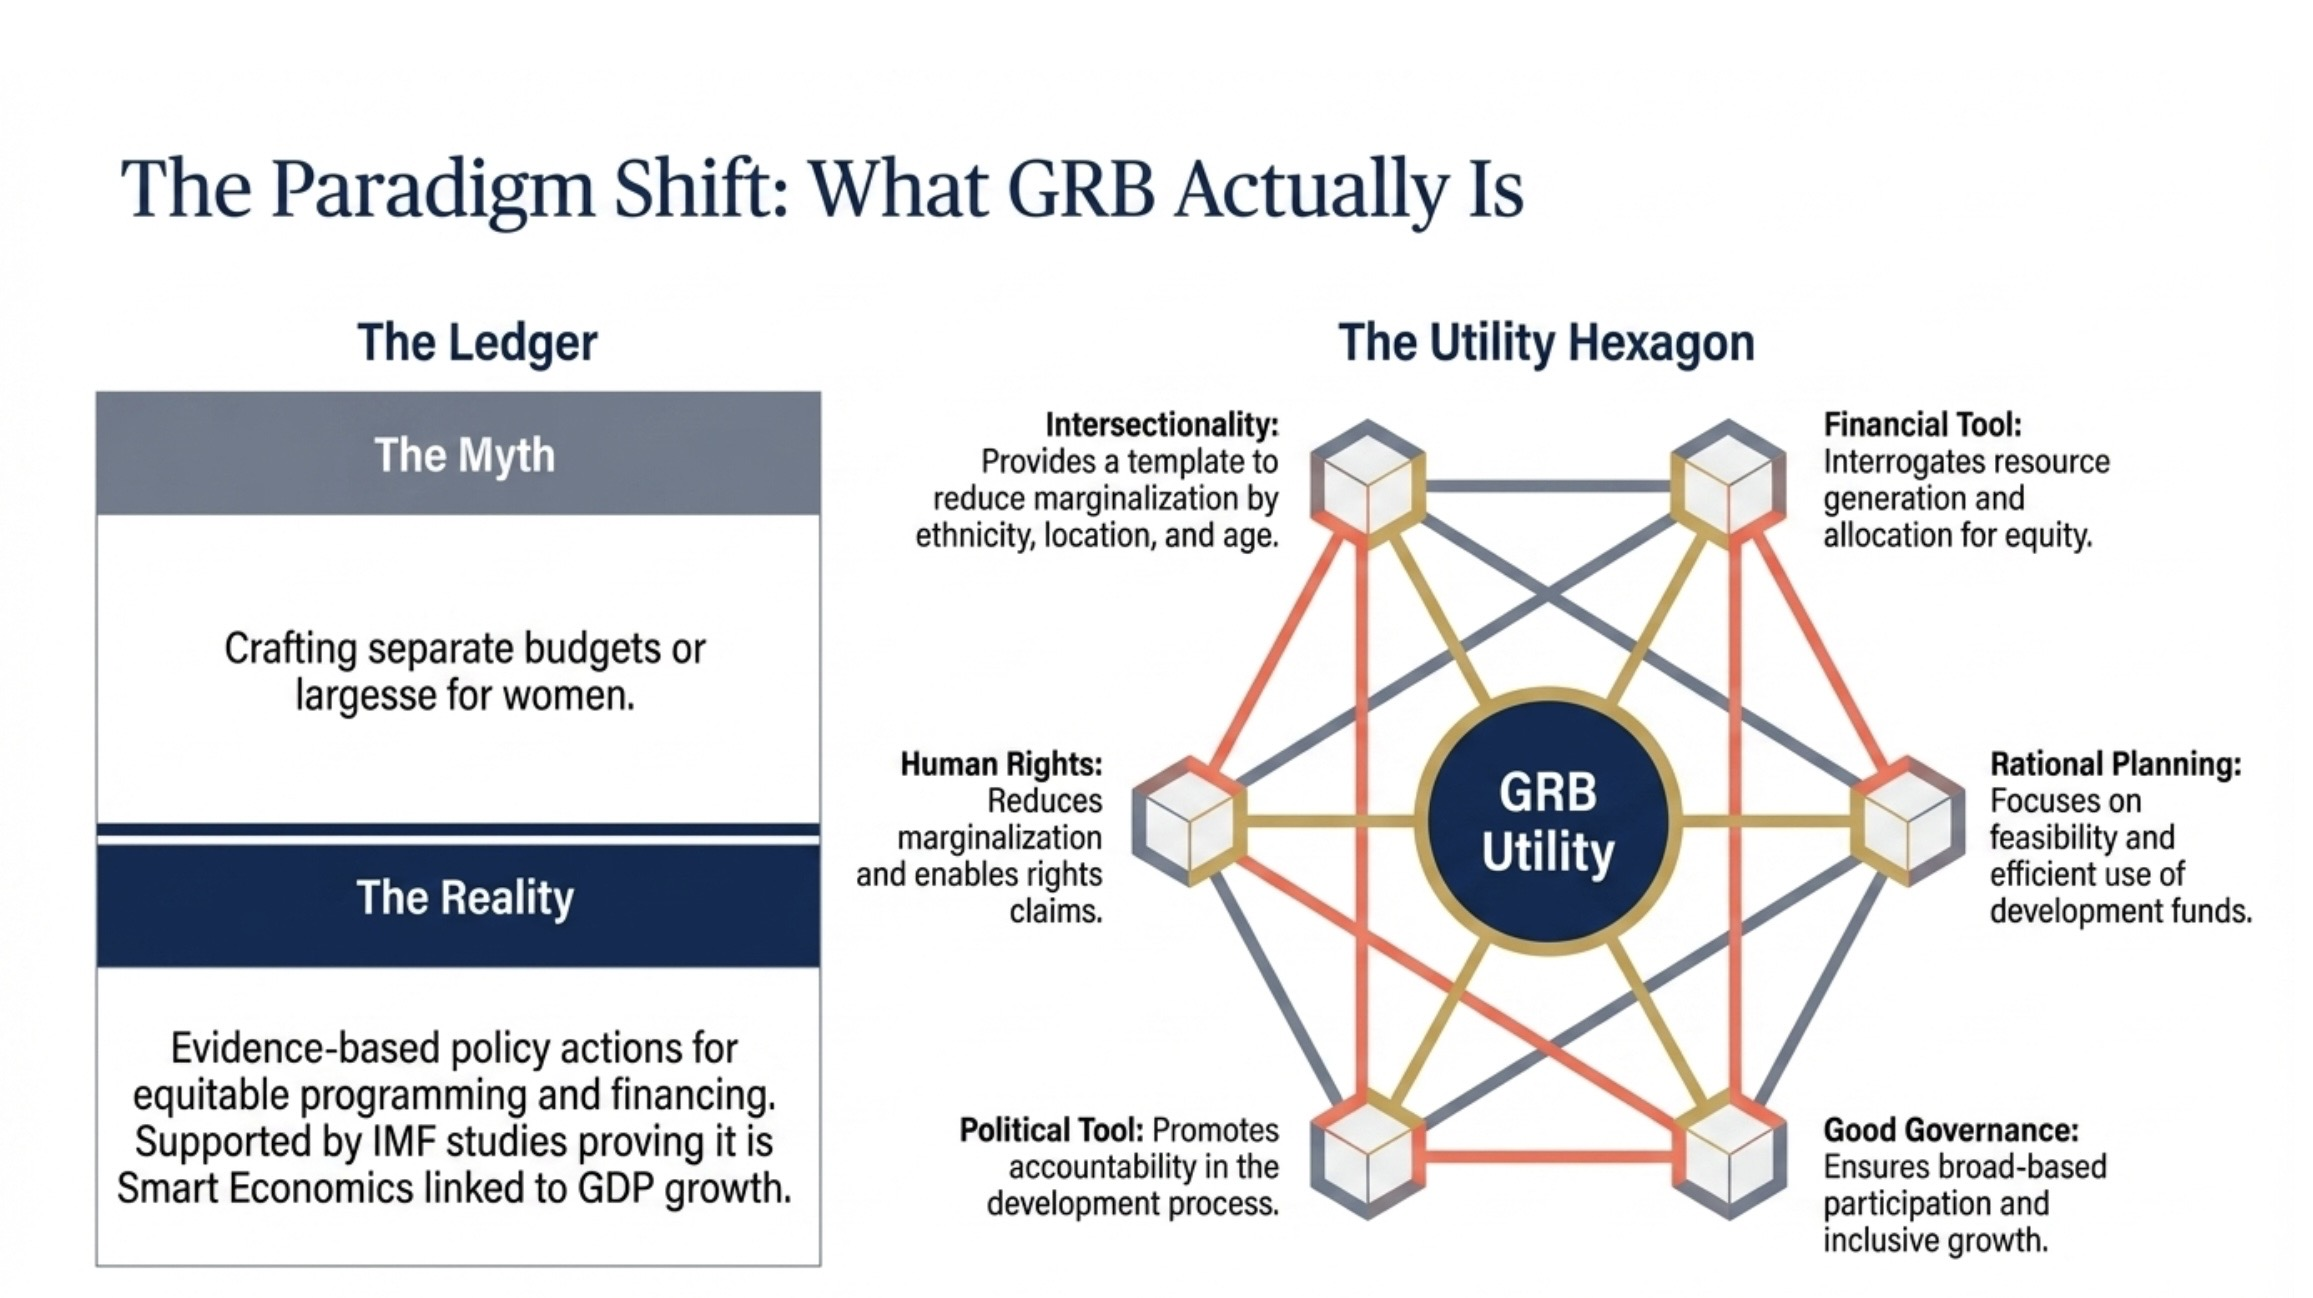 The Paradigm Shift: What GRB Actually Is
The Ledger
The Myth
Crafting separate budgets or
largesse for women.
The Reality
Evidence-based policy actions for
equitable programming and financing.
Supported by IMF studies proving it is
Smart Economics linked to GDP growth.
The Utility Hexagon
Intersectionality:
Provides a template to
reduce marginalization by
ethnicity, location, and age.
Financial Tool:
Interrogates resource
generation and
allocation for equity.
Human Rights:
Reduces
marginalization
and enables rights
claims.
GRB
Utility
Rational Planning:
Focuses on
feasibility and
efficient use of
development funds.
Political Tool: Promotes
accountability in the
development process.
Good Governance:
Ensures broad-based
participation and
inclusive growth.